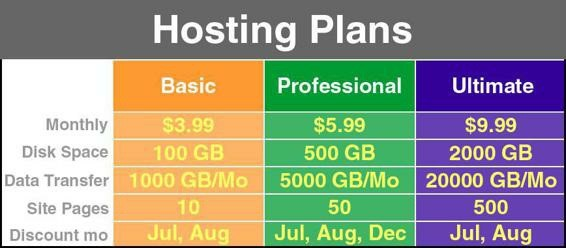 Hosting Plans
Basic Professional Ultimate
Monthly $3.99 $5.99 $9.99
Disk Space 100 GB 500 GB 2000 GB
Data Transfer 1000 GB/Mo 5000 GB/Mo 20000 GB/Mo
Site Pages 10 50 500
Discount mo Jul, Aug Jul, Aug, Dec Jul, Aug